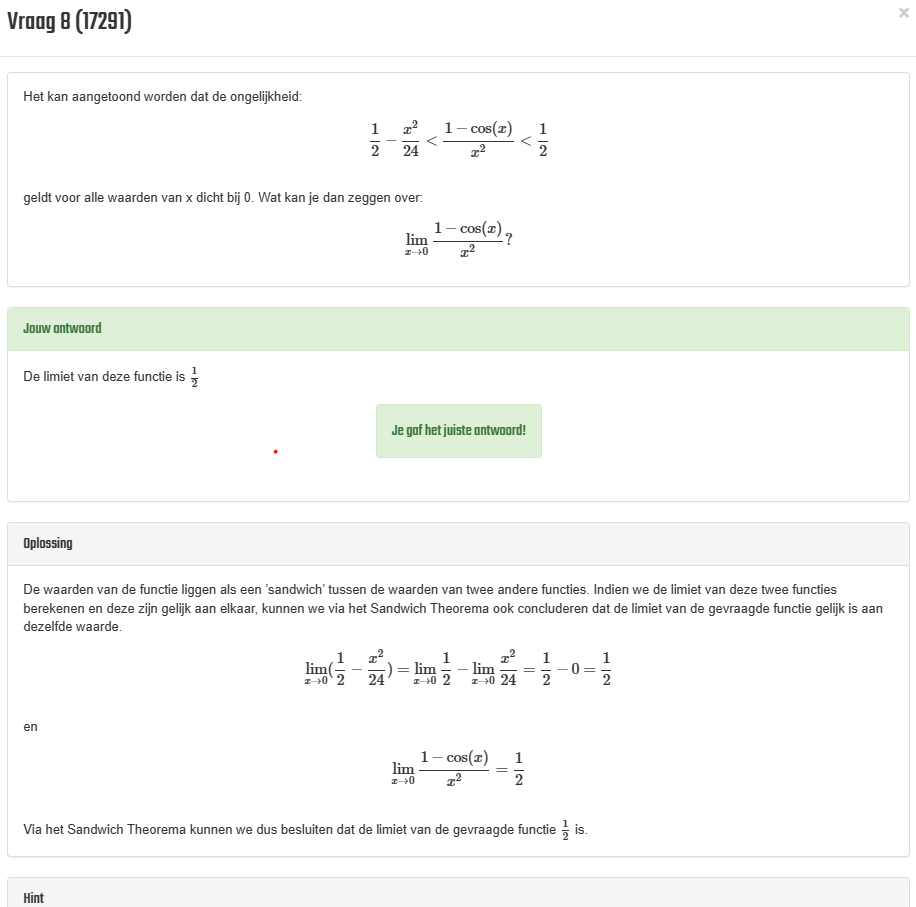 Vraag 8 (17291)
×
Het kan aangetoond worden dat de ongelijkheid:
\frac{1}{2} - \frac{x^2}{24} < \frac{1 - \cos(x)}{x^2} < \frac{1}{2}
geldt voor alle waarden van x dicht bij 0. Wat kan je dan zeggen over:
\lim_{x \to 0} \frac{1 - \cos(x)}{x^2}?
Jouw antwoord
De limiet van deze functie is \frac{1}{2}
Je gaf het juiste antwoord!
Oplossing
De waarden van de functie liggen als een 'sandwich' tussen de waarden van twee andere functies. Indien we de limiet van deze twee functies
berekenen en deze zijn gelijk aan elkaar, kunnen we via het Sandwich Theorema ook concluderen dat de limiet van de gevraagde functie gelijk is aan
dezelfde waarde.
\lim_{x \to 0} (\frac{1}{2} - \frac{x^2}{24}) = \lim_{x \to 0} \frac{1}{2} - \lim_{x \to 0} \frac{x^2}{24} = \frac{1}{2} - 0 = \frac{1}{2}
en
\lim_{x \to 0} \frac{1 - \cos(x)}{x^2} = \frac{1}{2}
Via het Sandwich Theorema kunnen we dus besluiten dat de limiet van de gevraagde functie \frac{1}{2} is.
Hint